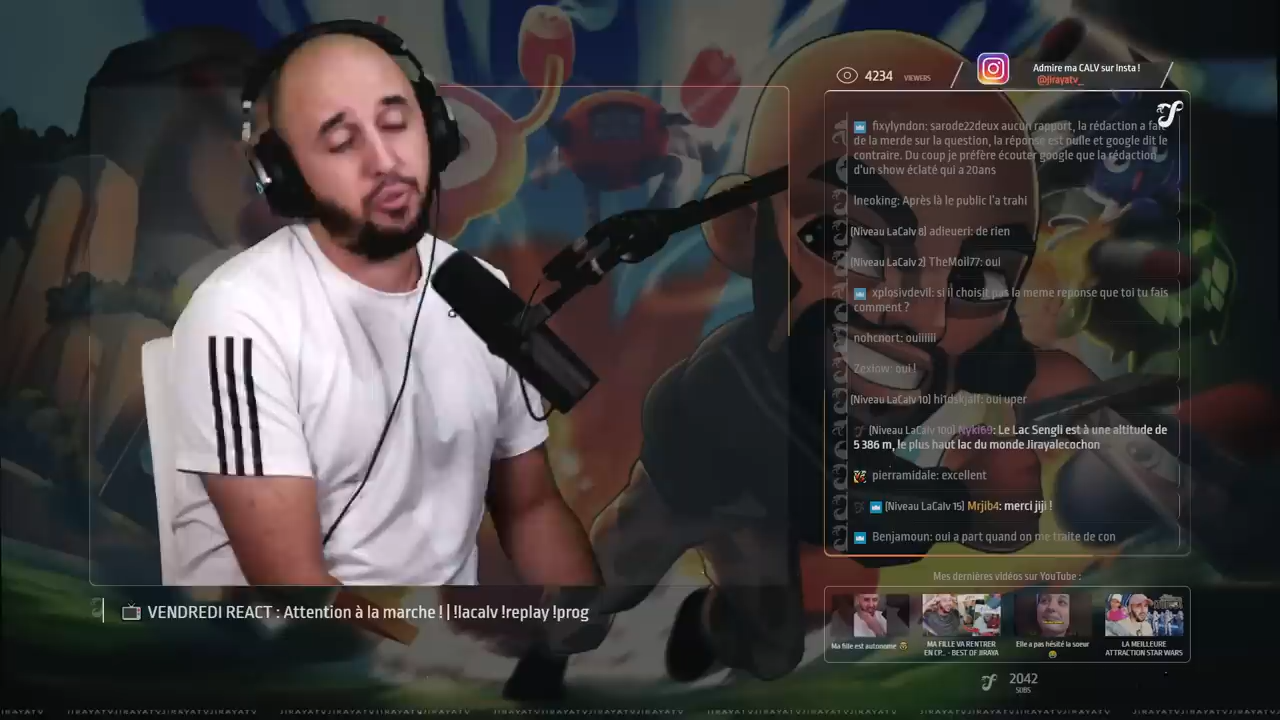 4234 VIEWERS
Admire ma CALV sur Insta !
@jirayatv_
fixylyndon: sarode22deux aucun rapport, la rédaction a fait
de la merde sur la question, la réponse est nulle et google dit le
contraire. Du coup je préfère écouter google que la rédaction
d'un show éclaté qui a 20ans
Ineoking: Après là le public l'a trahi
(Niveau LaCalv 8) adieueri: de rien
(Niveau LaCalv 2) TheMoii77: oui
xplosivdevil: si il choisit pas la meme reponse que toi tu fais
comment ?
nohcnort: ouiiiiii
Zexiow: oui !
(Niveau LaCalv 10) hi1dskjalf: oui uper
(Niveau LaCalv 100) Nyki69: Le Lac Sengli est à une altitude de
5 386 m, le plus haut lac du monde Jirayalecochon
pierramidale: excellent
(Niveau LaCalv 15) Mrjib4: merci jiji !
Benjamoun: oui a part quand on me traite de con
Mes dernières vidéos sur YouTube :
Ma fille est autonome
MA FILLE VA RENTRER
EN CP... - BEST OF JIRAYA
Elle a pas hésité la soeur
LA MEILLEURE
ATTRACTION STAR WARS
VENDREDI REACT : Attention à la marche ! | !lacalv !replay !prog
2042
SUBS
JIRAYATV JIRAYATV JIRAYATV JIRAYATV